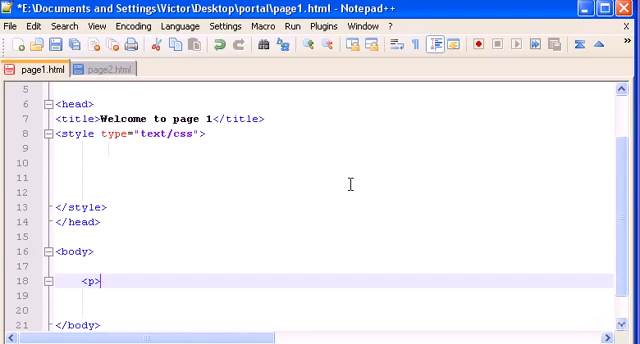 *E:\Documents and Settings\Victor\Desktop\portal\page1.html - Notepad++
File Edit Search View Encoding Language Settings Macro Run Plugins Window ? X
page1.html page2.html
5
6 <head>
7 <title>Welcome to page 1</title>
8 <style type="text/css">
9
10
11
12
13 </style>
14 </head>
15
16 <body>
17
18 <p>
19
20
21 </body>